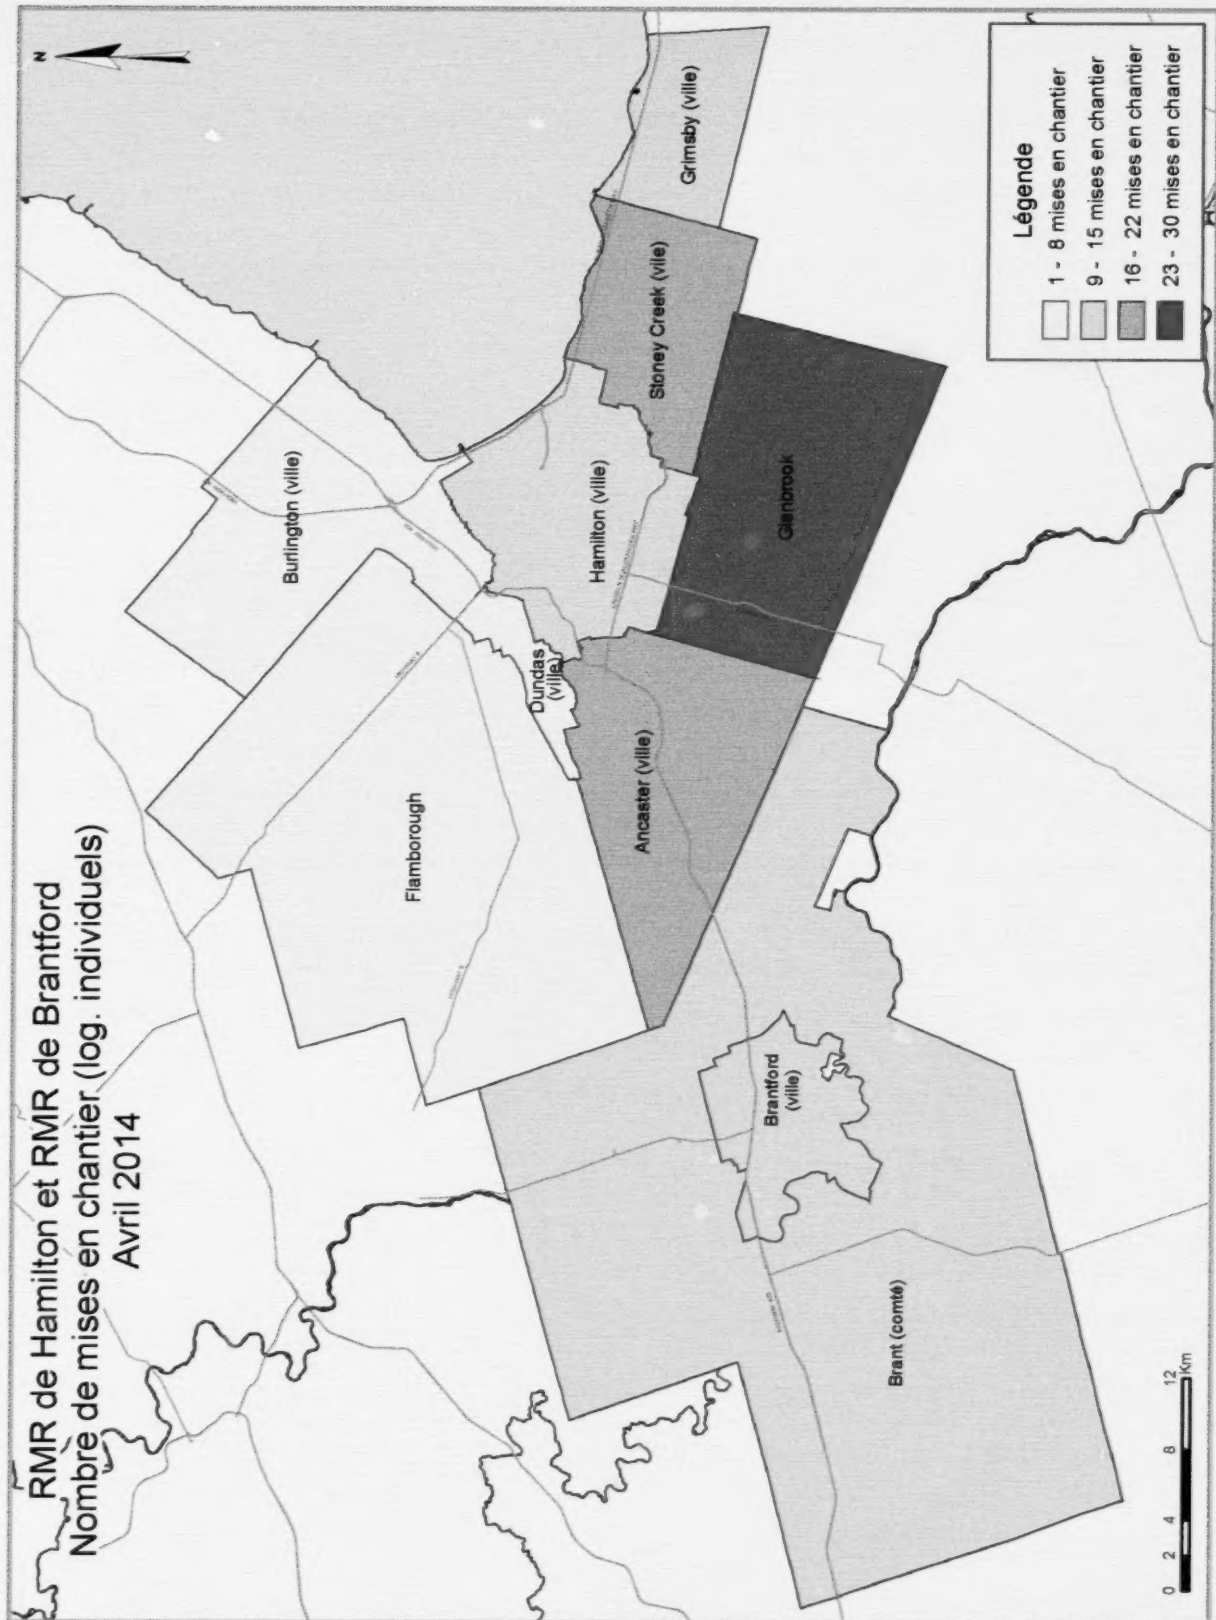 RMR de Hamilton et RMR de Brantford
Nombre de mises en chantier (log. individuels)
Avril 2014
N
Burlington (ville)
Flamborough
Dundas
(ville)
Hamilton (ville)
Stoney Creek (vile)
Grimsby (ville)
Ancaster (ville)
Glanbrook
Brantford
(ville)
Brant (comté)
Légende
1 - 8 mises en chantier
9 - 15 mises en chantier
16 - 22 mises en chantier
23 - 30 mises en chantier
0 2 4 8 12
Km